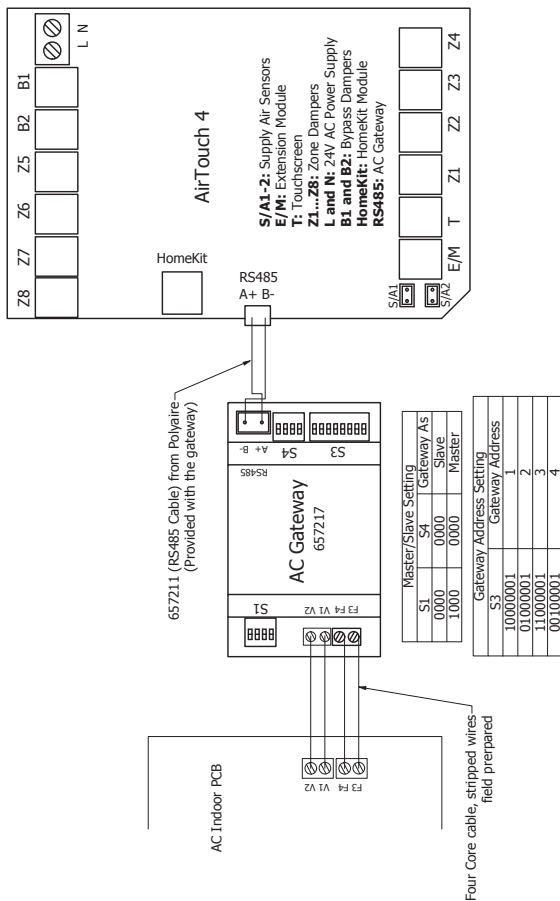 AirTouch 4
L N
B1
B2
Z5
Z6
Z7
Z8
HomeKit
RS485
A+ B-
S/A1-2: Supply Air Sensors
E/M: Extension Module
T: Touchscreen
Z1...Z8: Zone Dampers
L and N: 24V AC Power Supply
B1 and B2: Bypass Dampers
HomeKit: HomeKit Module
RS485: AC Gateway
S/A1
S/A2
E/M
T
Z1
Z2
Z3
Z4
657211 (RS485 Cable) from Polyaire
(Provided with the gateway)
AC Gateway
657217
RS485
A+ B-
S4
S3
S1
F3 F4 V1 V2
AC Indoor PCB
F3 F4 V1 V2
Four Core cable, stripped wires
field prerpared
Master/Slave Setting
S1 S4 Gateway As
0000 0000 Slave
1000 0000 Master
Gateway Address Setting
S3 Gateway Address
10000001 1
01000001 2
11000001 3
00100001 4